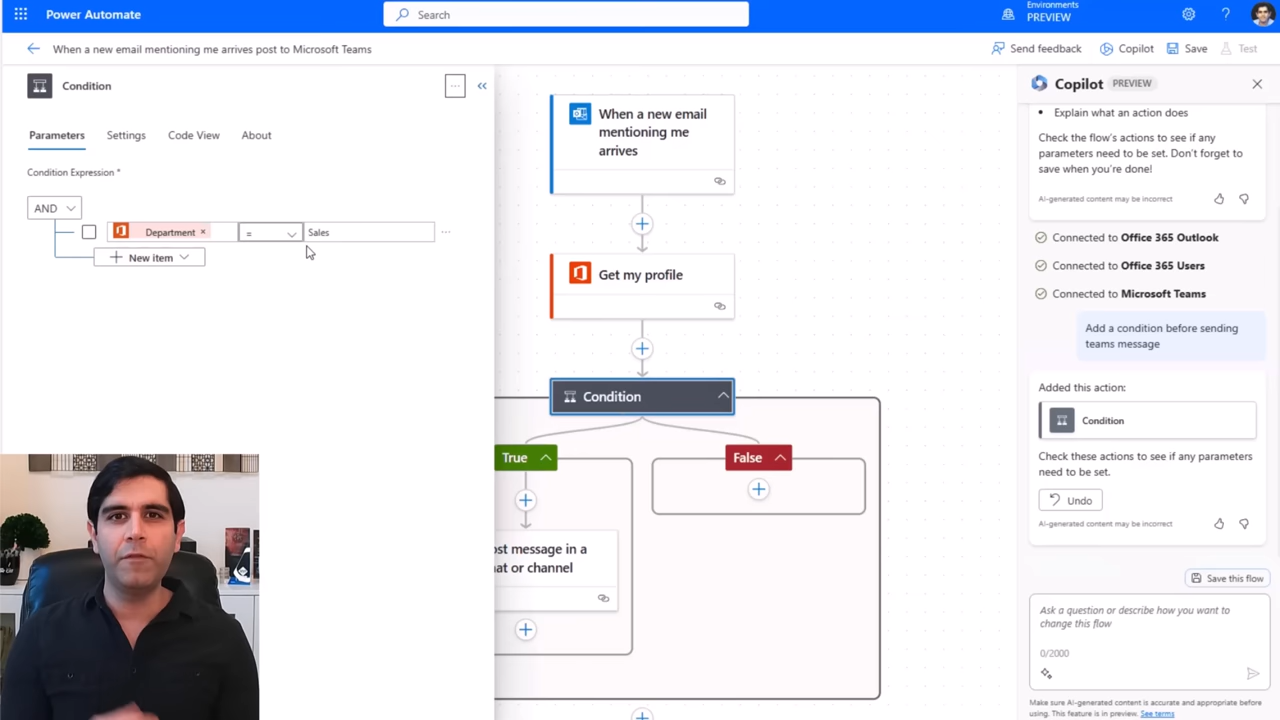 Power Automate
Search
Environments
PREVIEW
?
When a new email mentioning me arrives post to Microsoft Teams
Send feedback
Copilot
Save
Test
Condition
Parameters
Settings
Code View
About
Condition Expression *
AND
Department ×
=
Sales
New item
When a new email
mentioning me
arrives
Get my profile
Condition
True
False
ost message in a
hat or channel
Copilot
PREVIEW
• Explain what an action does
Check the flow's actions to see if any
parameters need to be set. Don't forget to
save when you're done!
AI-generated content may be incorrect
Connected to Office 365 Outlook
Connected to Office 365 Users
Connected to Microsoft Teams
Add a condition before sending
teams message
Added this action:
Condition
Check these actions to see if any parameters
need to be set.
Undo
AI-generated content may be incorrect
Save this flow
Ask a question or describe how you want to
change this flow
0/2000
Make sure AI-generated content is accurate and appropriate before
using. This feature is in preview. See terms